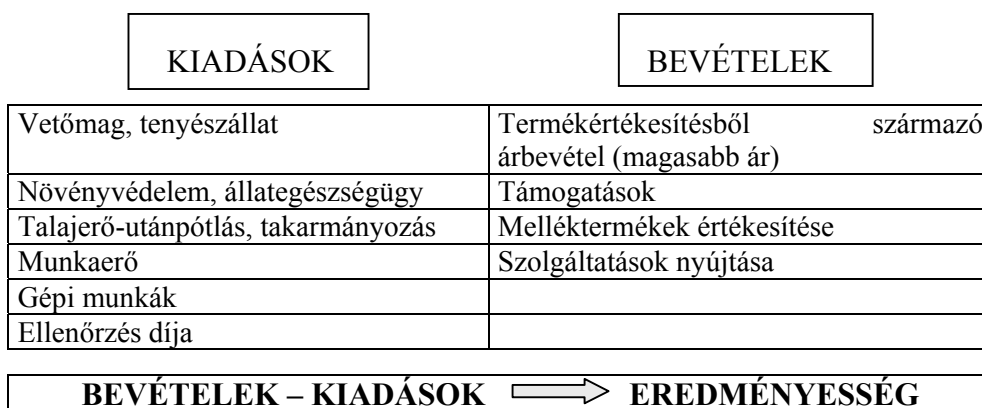 KIADÁSOK BEVÉTELEK
Vetőmag, tenyészállat Termékértékesítésből származó
árbevétel (magasabb ár)
Növényvédelem, állategészségügy Támogatások
Talajerő-utánpótlás, takarmányozás Melléktermékek értékesítése
Munkaerő Szolgáltatások nyújtása
Gépi munkák
Ellenőrzés díja
BEVÉTELEK – KIADÁSOK EREDMÉNYESSÉG